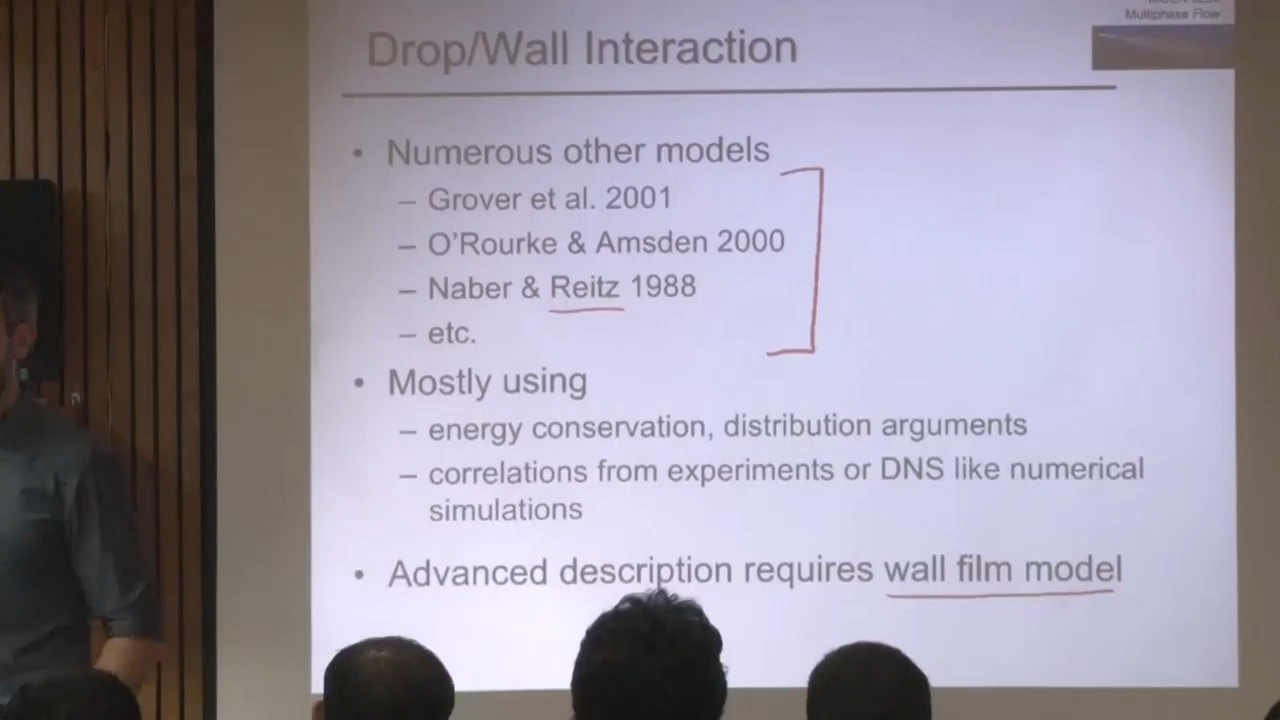 Multiphase Flow
Drop/Wall Interaction
• Numerous other models
– Grover et al. 2001
– O'Rourke & Amsden 2000
– Naber & Reitz 1988
– etc.
• Mostly using
– energy conservation, distribution arguments
– correlations from experiments or DNS like numerical
simulations
• Advanced description requires wall film model